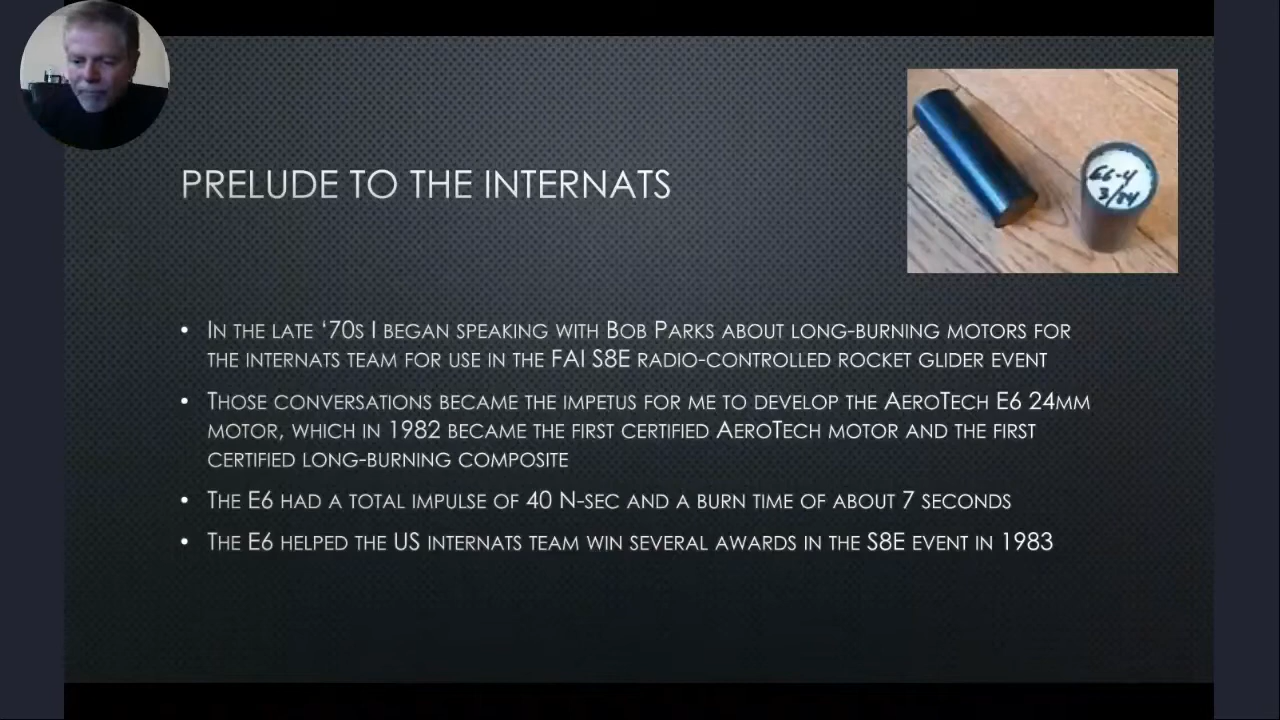 PRELUDE TO THE INTERNATS
E6-4
3/84
• IN THE LATE ‘70S I BEGAN SPEAKING WITH BOB PARKS ABOUT LONG-BURNING MOTORS FOR
THE INTERNATS TEAM FOR USE IN THE FAI S8E RADIO-CONTROLLED ROCKET GLIDER EVENT
• THOSE CONVERSATIONS BECAME THE IMPETUS FOR ME TO DEVELOP THE AEROTECH E6 24MM
MOTOR, WHICH IN 1982 BECAME THE FIRST CERTIFIED AEROTECH MOTOR AND THE FIRST
CERTIFIED LONG-BURNING COMPOSITE
• THE E6 HAD A TOTAL IMPULSE OF 40 N-SEC AND A BURN TIME OF ABOUT 7 SECONDS
• THE E6 HELPED THE US INTERNATS TEAM WIN SEVERAL AWARDS IN THE S8E EVENT IN 1983